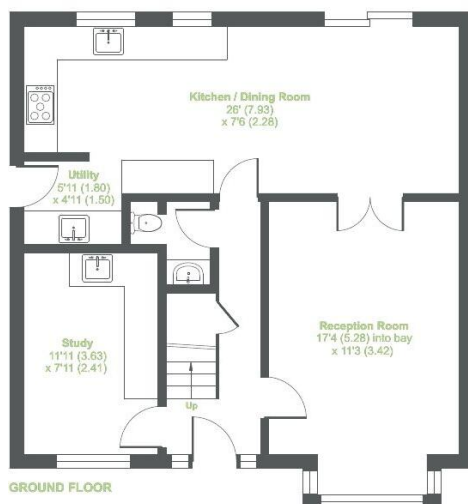 Kitchen / Dining Room
26' (7.93)
x 7'6 (2.28)
Utility
5'11 (1.80)
x 4'11 (1.50)
Study
11'11 (3.63)
x 7'11 (2.41)
Reception Room
17'4 (5.28) into bay
x 11'3 (3.42)
Up
GROUND FLOOR